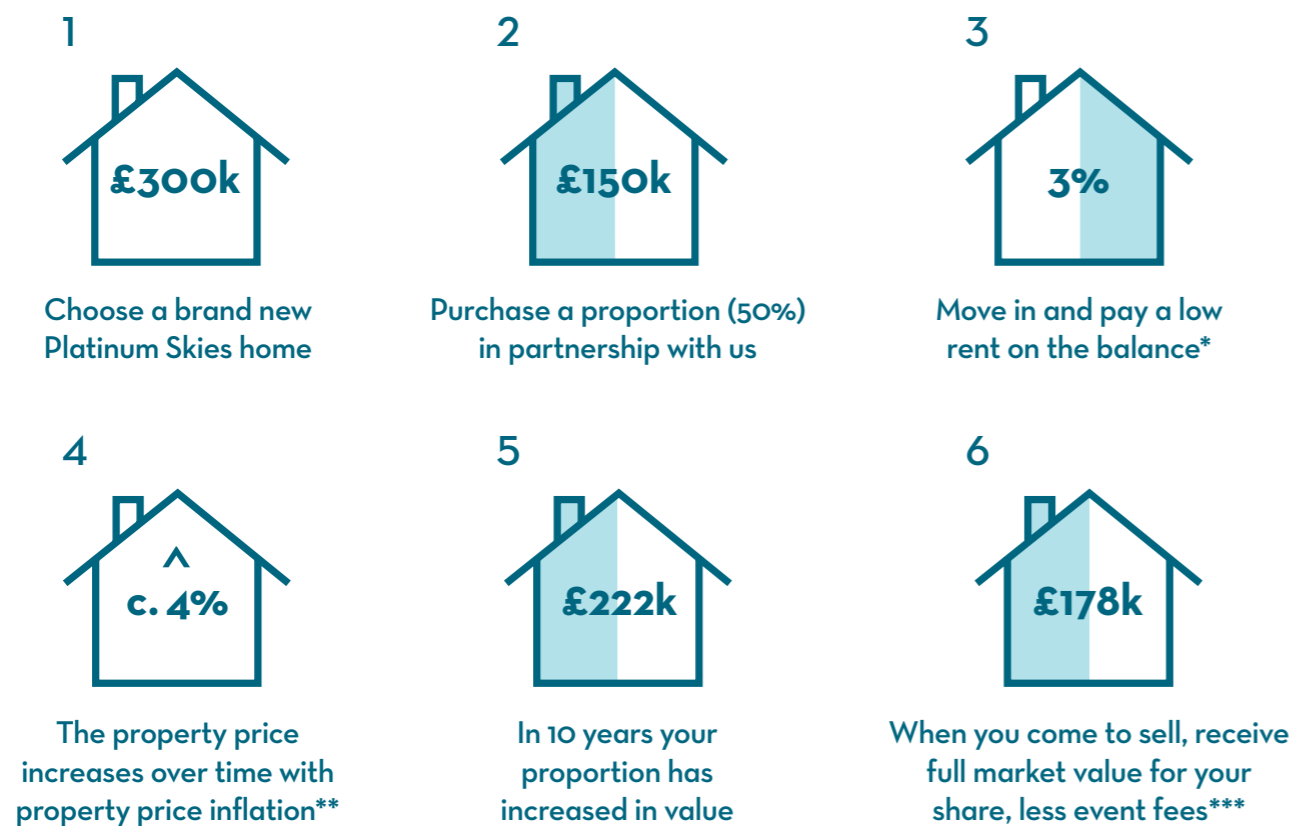 1
£300k
Choose a brand new
Platinum Skies home
2
£150k
Purchase a proportion (50%)
in partnership with us
3
3%
Move in and pay a low
rent on the balance*
4
^
c. 4%
The property price
increases over time with
property price inflation**
5
£222k
In 10 years your
proportion has
increased in value
6
£178k
When you come to sell, receive
full market value for your
share, less event fees***